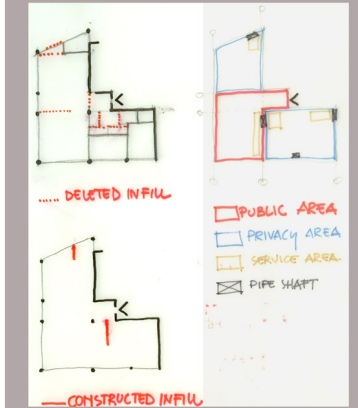 DELETED INFILL
PUBLIC AREA
PRIVACY AREA
SERVICE AREA
PIPE SHAFT
CONSTRUCTED INFILL